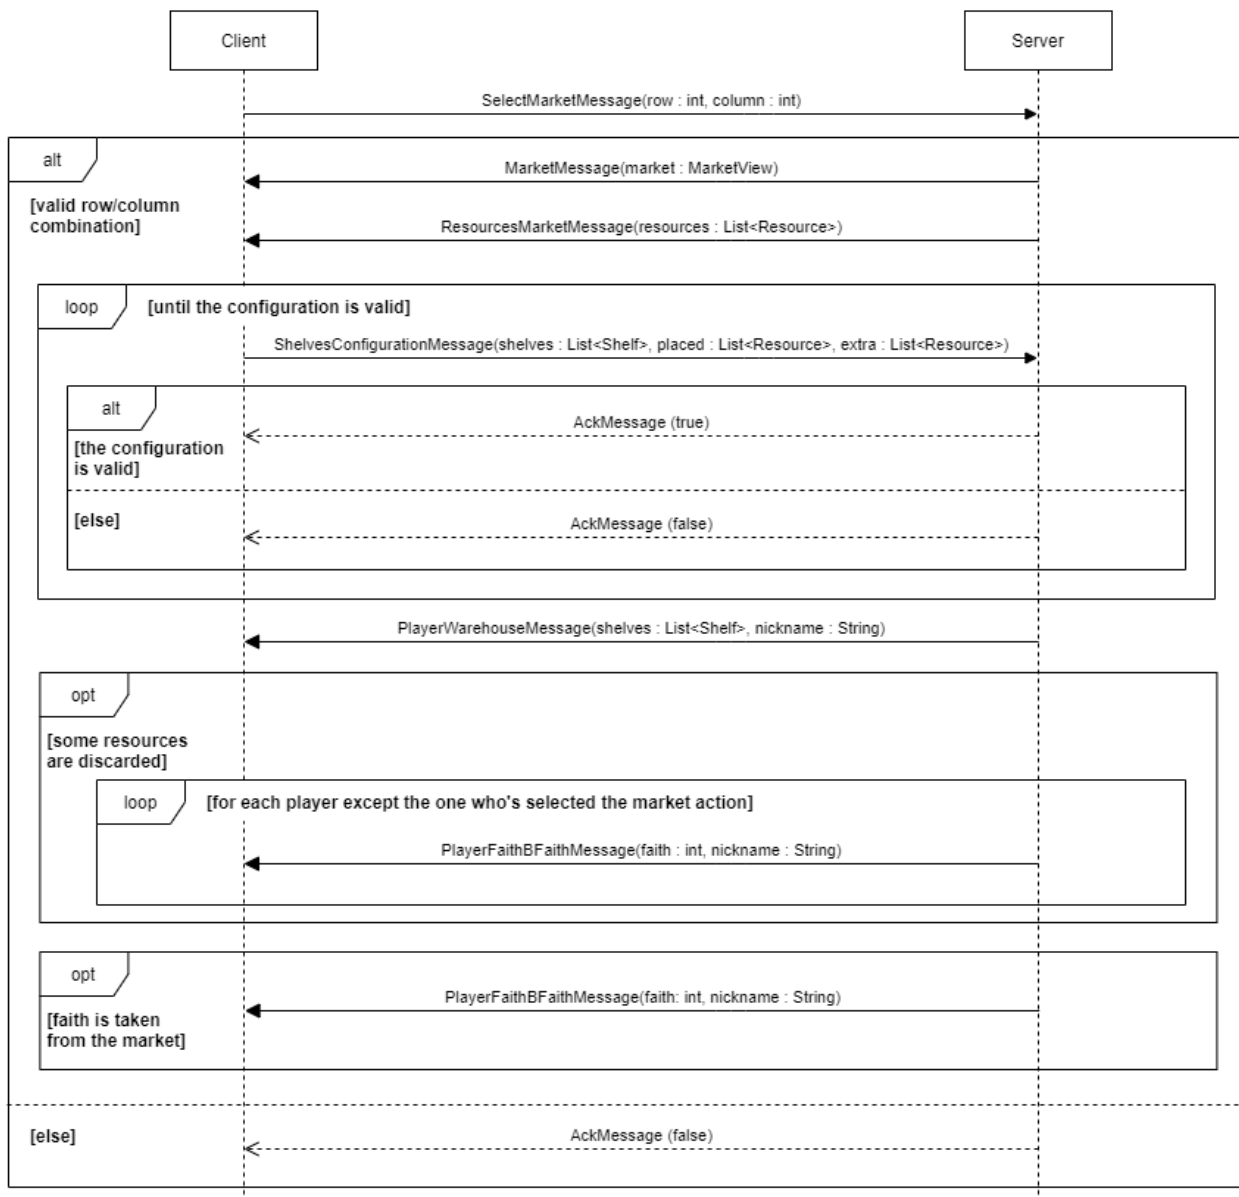 Client
Server
SelectMarketMessage(row : int, column : int)
alt
MarketMessage(market : MarketView)
[valid row/column
combination]
ResourcesMarketMessage(resources : List<Resource>)
loop
[until the configuration is valid]
ShelvesConfigurationMessage(shelves : List<Shelf>, placed : List<Resource>, extra : List<Resource>)
alt
AckMessage (true)
[the configuration
is valid]
[else]
AckMessage (false)
PlayerWarehouseMessage(shelves : List<Shelf>, nickname : String)
opt
[some resources
are discarded]
loop
[for each player except the one who's selected the market action]
PlayerFaithBFaithMessage(faith : int, nickname : String)
opt
PlayerFaithBFaithMessage(faith: int, nickname : String)
[faith is taken
from the market]
[else]
AckMessage (false)